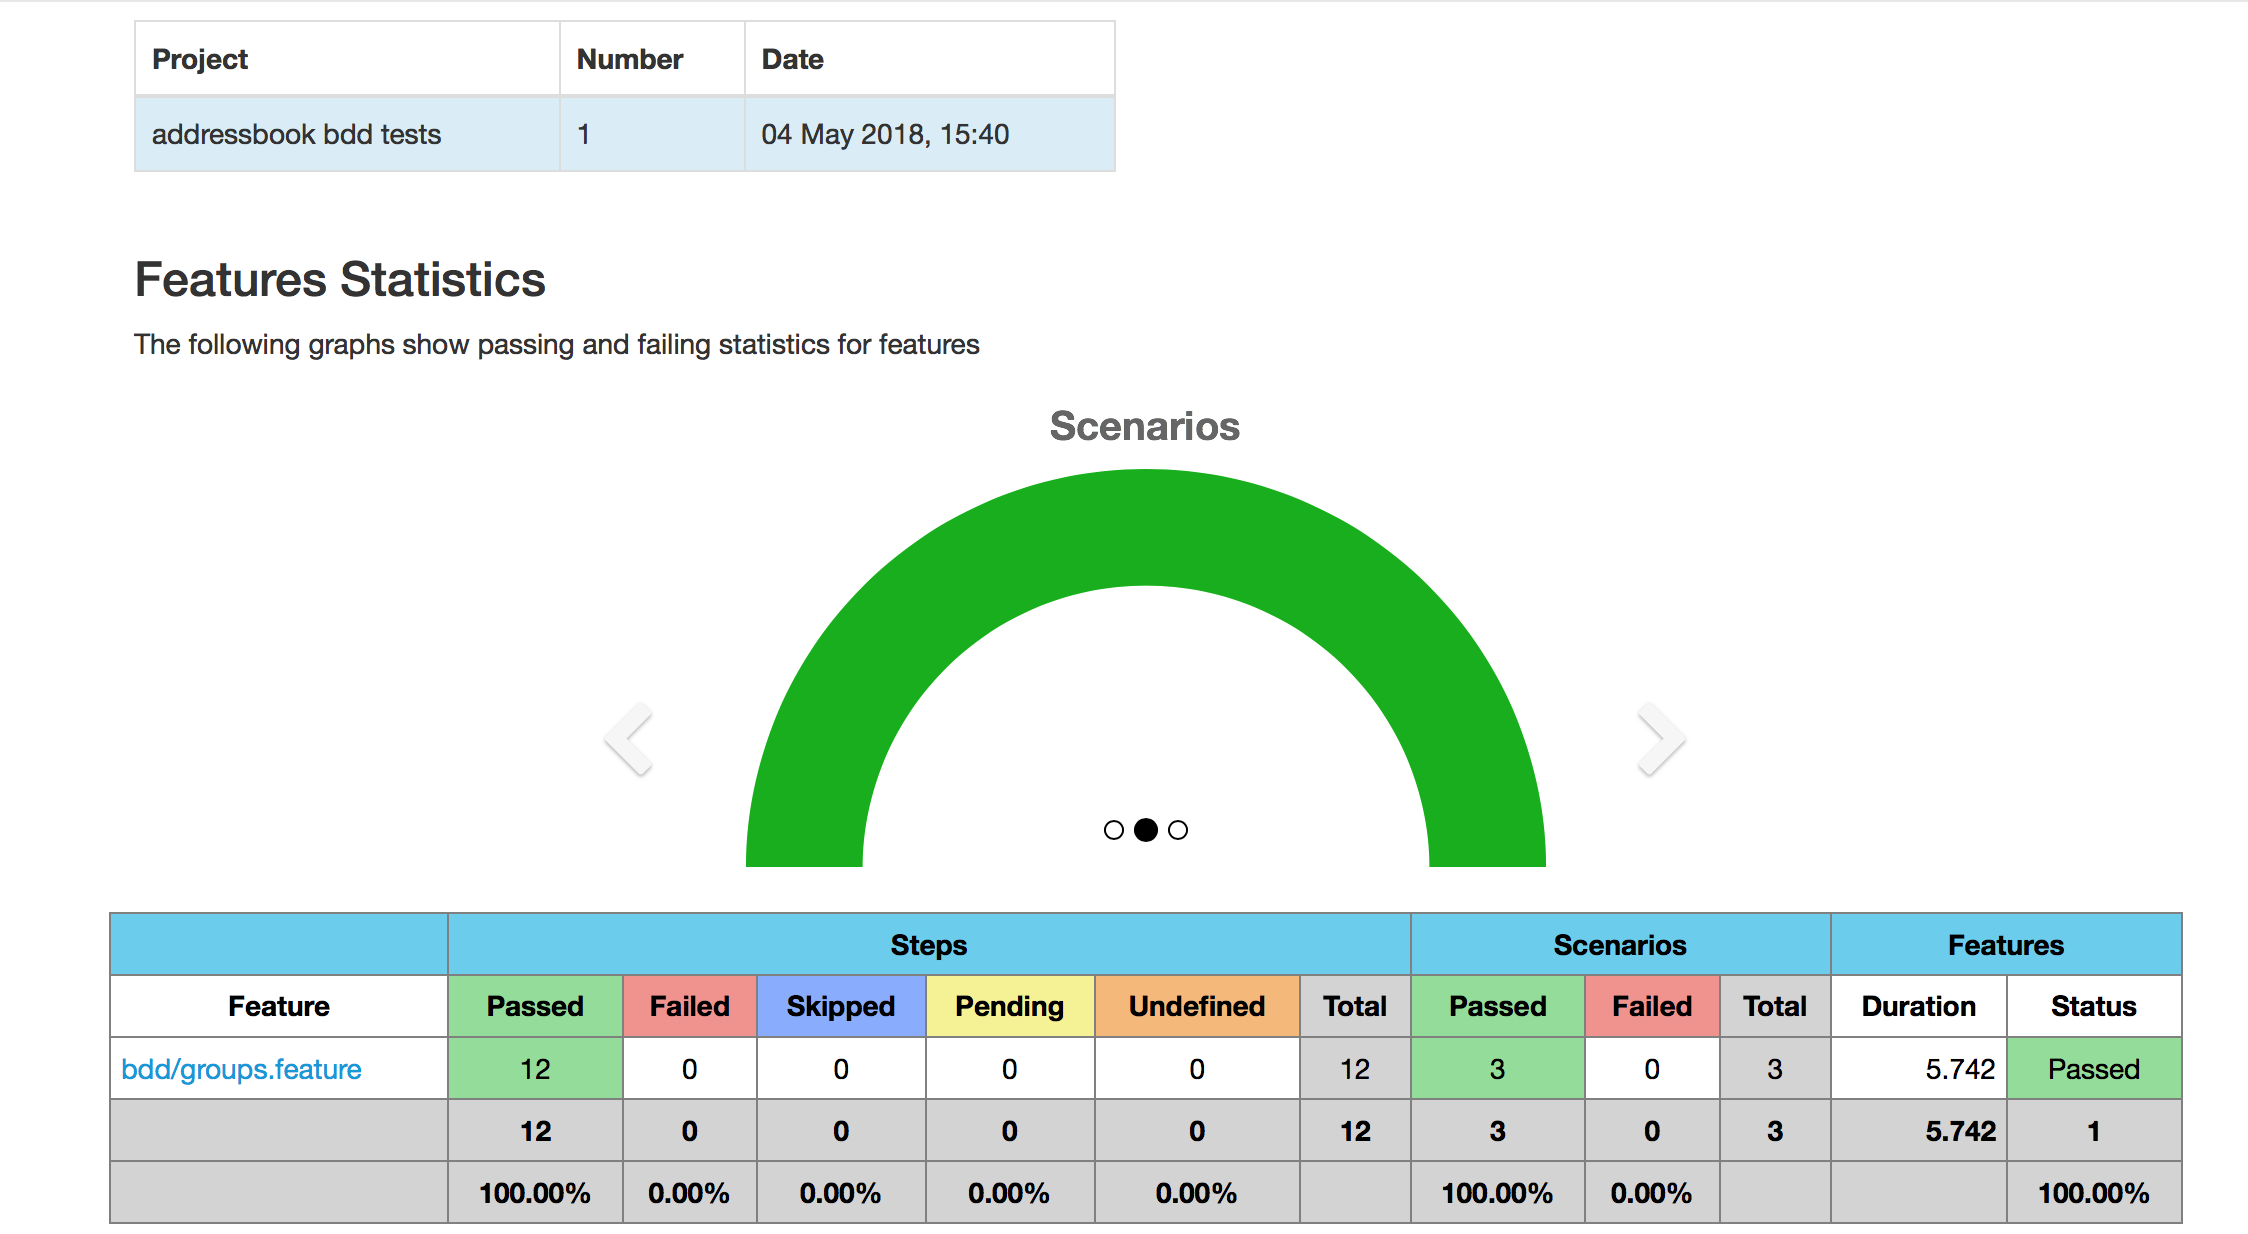 Project Number Date
addressbook bdd tests 1 04 May 2018, 15:40
Features Statistics
The following graphs show passing and failing statistics for features
Scenarios
Steps Scenarios Features
Feature Passed Failed Skipped Pending Undefined Total Passed Failed Total Duration Status
bdd/groups.feature 12 0 0 0 0 12 3 0 3 5.742 Passed
12 0 0 0 0 12 3 0 3 5.742 1
100.00% 0.00% 0.00% 0.00% 0.00% 100.00% 0.00% 100.00%